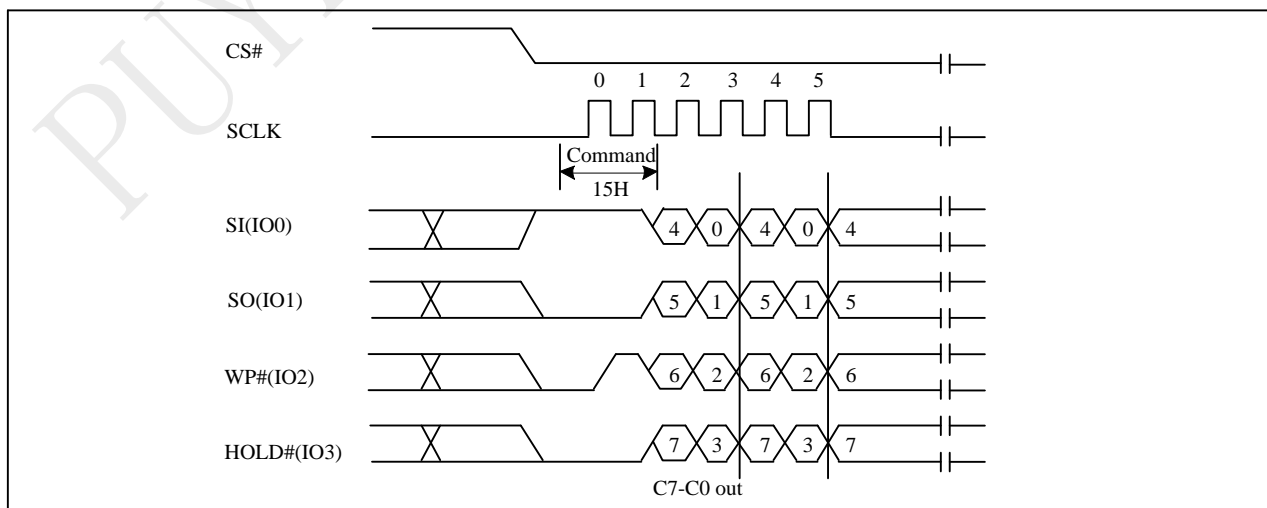 PUY
CS#
0 1 2 3 4 5
SCLK
Command
15H
SI(IO0) 4 0 4 0 4
SO(IO1) 5 1 5 1 5
WP#(IO2) 6 2 6 2 6
HOLD#(IO3) 7 3 7 3 7
C7-C0 out